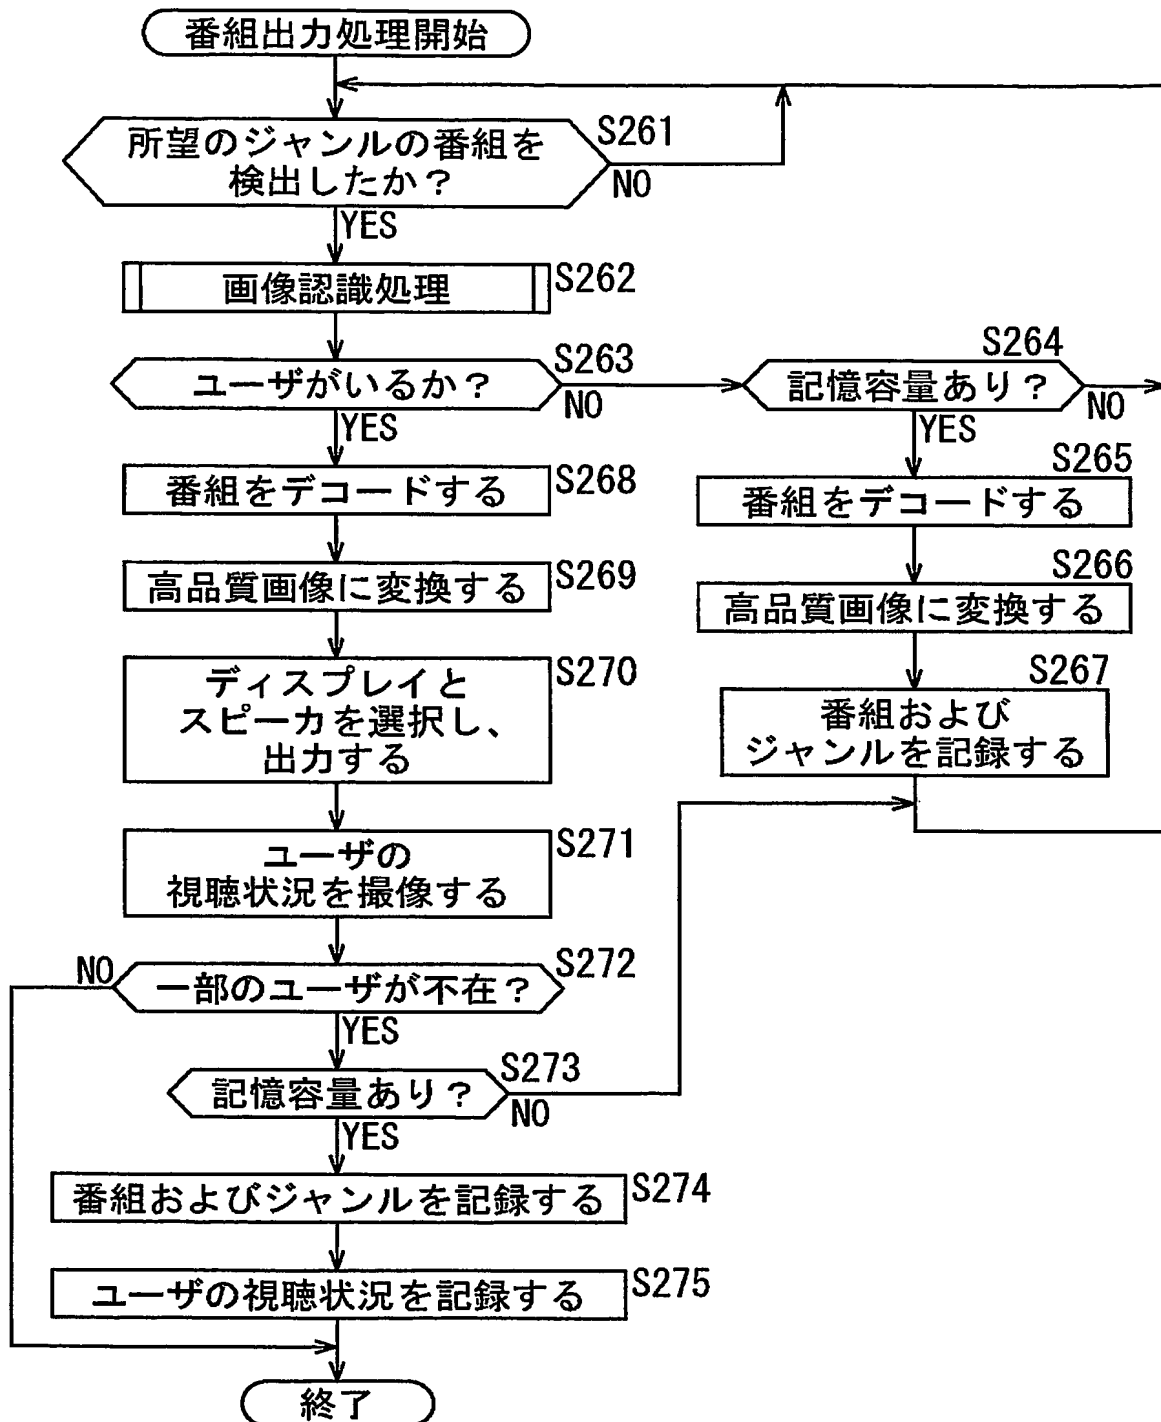 番組出力処理開始
所望のジャンルの番組を
検出したか?
S261
NO
YES
画像認識処理
S262
ユーザがいるか?
S263
NO
YES
記憶容量あり?
S264
NO
YES
番組をデコードする
S265
高品質画像に変換する
S266
番組および
ジャンルを記録する
S267
番組をデコードする
S268
高品質画像に変換する
S269
ディスプレイと
スピーカを選択し、
出力する
S270
ユーザの
視聴状況を撮像する
S271
一部のユーザが不在?
S272
NO
YES
記憶容量あり?
S273
NO
YES
番組およびジャンルを記録する
S274
ユーザの視聴状況を記録する
S275
終了